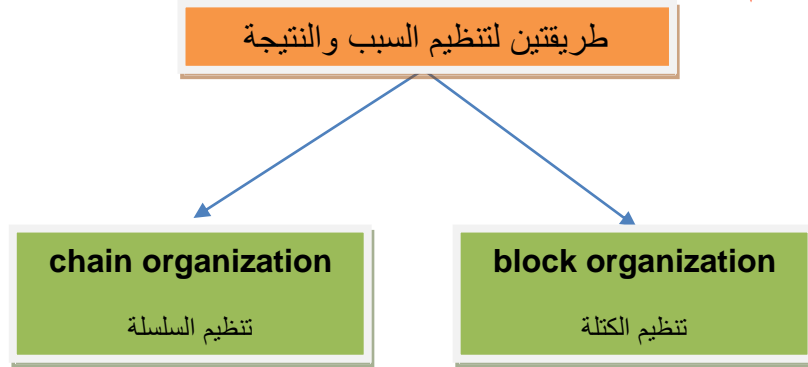 طريقتين لتنظيم السبب والنتيجة
chain organization
تنظيم السلسلة
block organization
تنظيم الكتلة